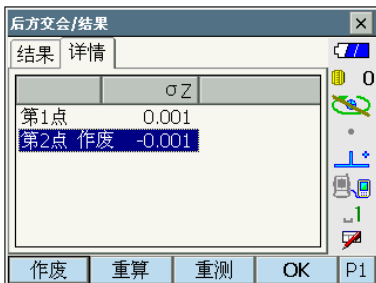 后方交会/结果
结果 详情
0
σZ
第1点 0.001
第2点 作废 -0.001
1
作废 重算 重测 OK P1